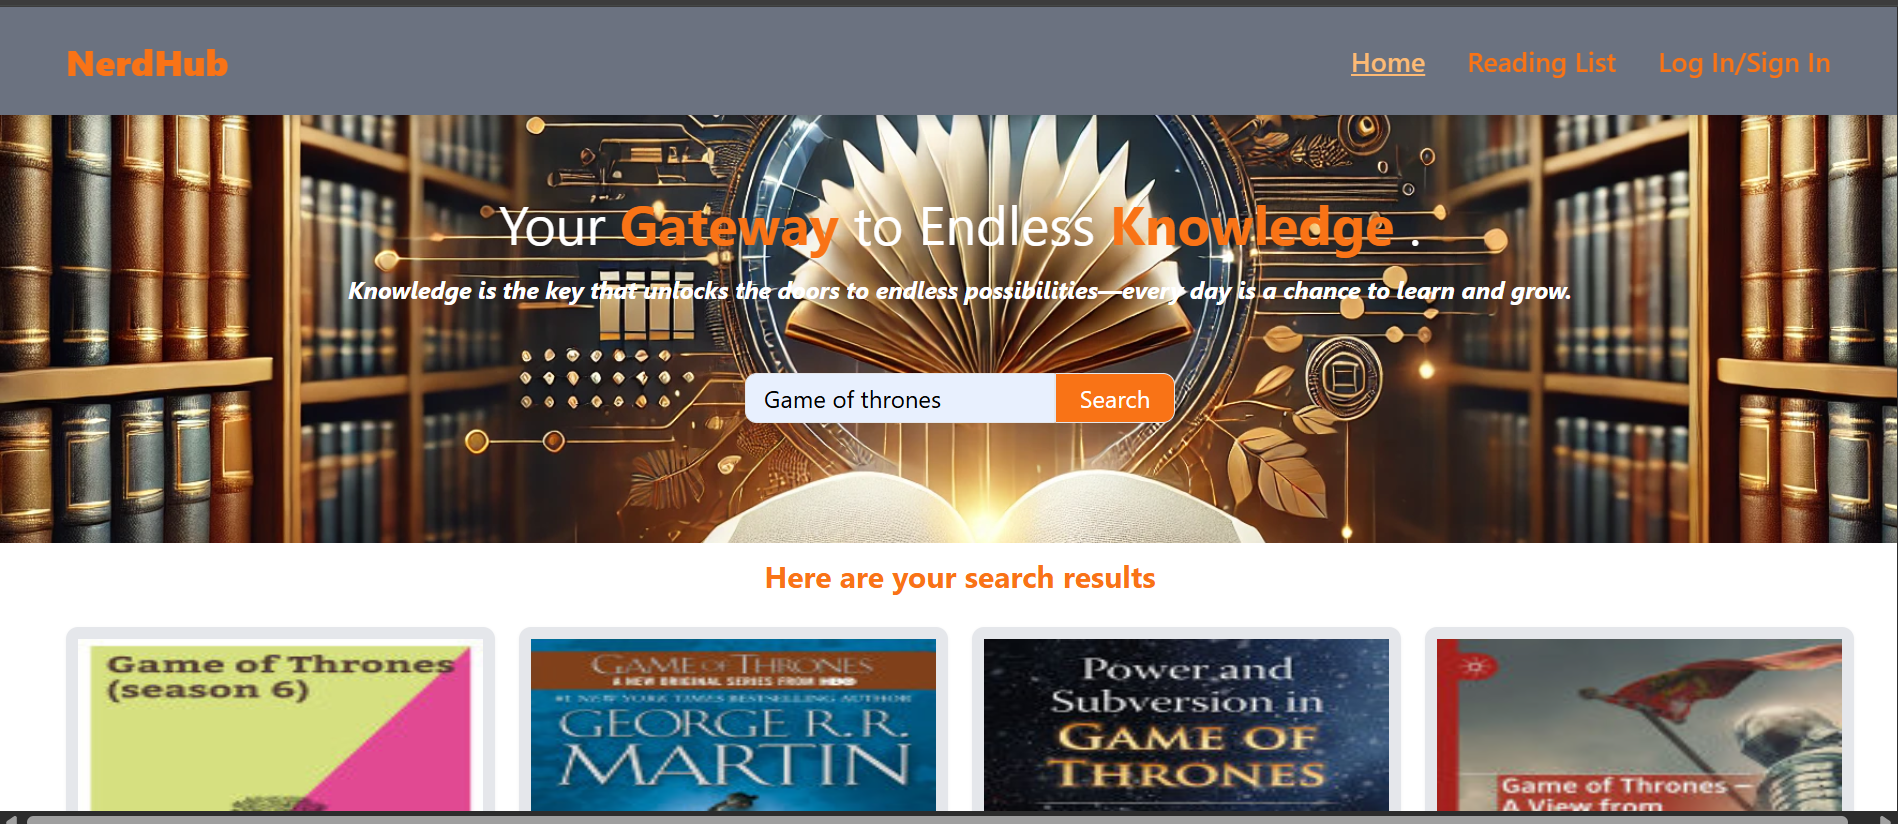 NerdHub
Home Reading List Log In/Sign In
Your Gateway to Endless Knowledge .
Knowledge is the key that unlocks the doors to endless possibilities—every day is a chance to learn and grow.
Game of thrones Search
Here are your search results
Game of Thrones
(season 6)
GAME OF THRONES
A NEW ORIGINAL SERIES FROM HBO
#1 NEW YORK TIMES BESTSELLING AUTHOR
GEORGE R. R.
MARTIN
Power and
Subversion in
GAME OF
THRONES
Game of Thrones –
A View from